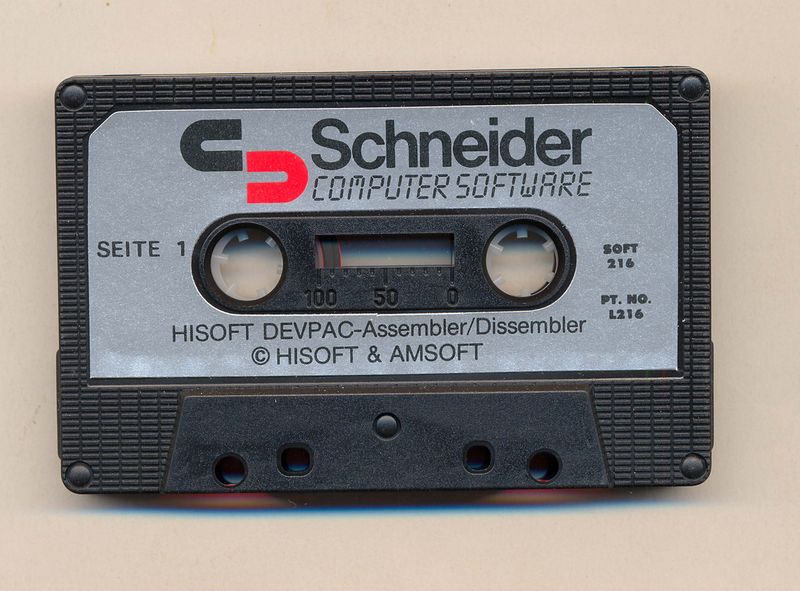 Schneider
COMPUTER SOFTWARE
SEITE 1
100 50 0
SOFT
216
PT. NO.
L216
HISOFT DEVPAC-Assembler/Dissembler
© HISOFT & AMSOFT